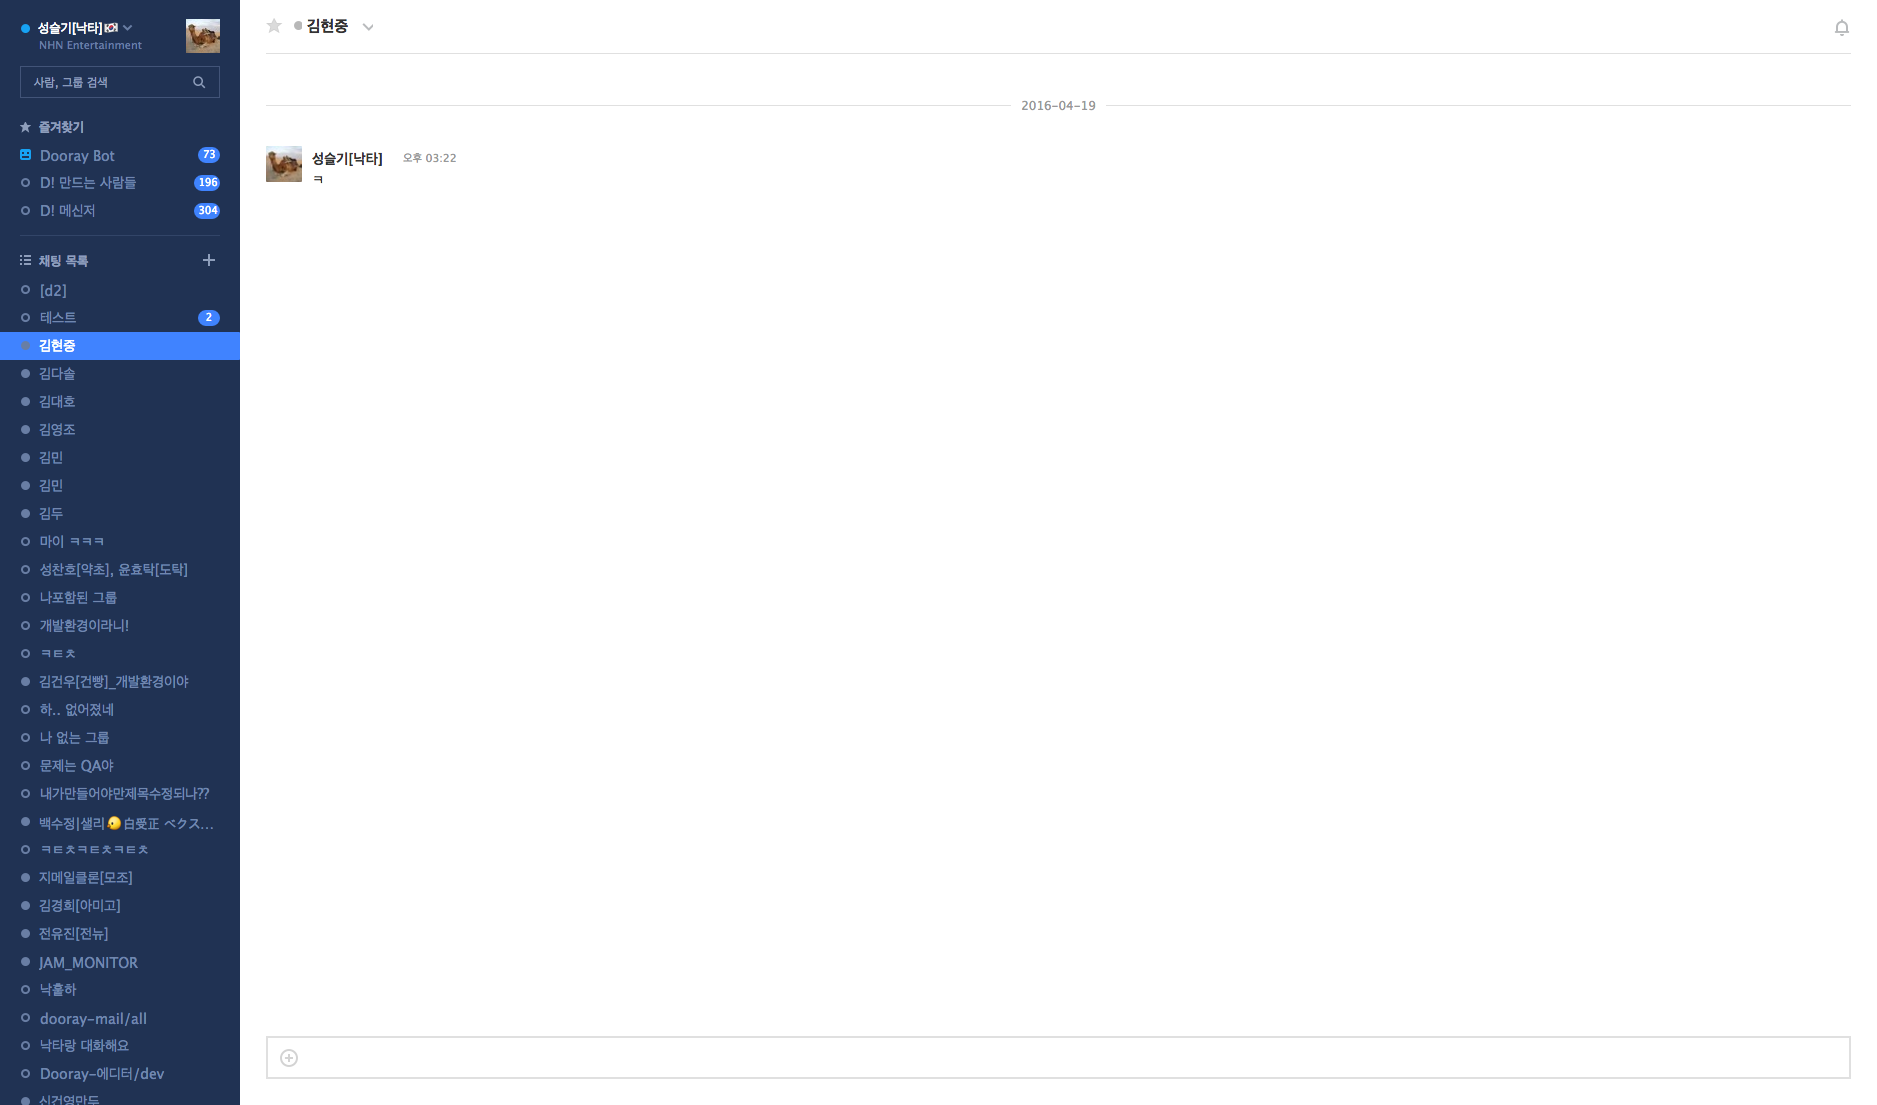 성슬기[낙타]🇰🇷
NHN Entertainment
사람, 그룹 검색
즐겨찾기
Dooray Bot 73
D! 만드는 사람들 196
D! 메신저 304
채팅 목록
[d2]
테스트 2
김현중
김다솔
김대호
김영조
김민
김민
김두
마이 ㅋㅋㅋ
성찬호[약초], 윤효탁[도탁]
나포함된 그룹
개발환경이라니!
ㅋㅌㅊ
김건우[건빵]_개발환경이야
하.. 없어졌네
나 없는 그룹
문제는 QA야
내가만들어야만제목수정되나??
백수정|샐리🐠白受正 ベクス...
ㅋㅌㅊㅋㅌㅊㅋㅌㅊ
지메일클론[모조]
김경희[아미고]
전유진[전뉴]
JAM_MONITOR
낙홑하
dooray-mail/all
낙타랑 대화해요
Dooray-에디터/dev
신건영만두
김현중
2016-04-19
성슬기[낙타] 오후 03:22
ㅋ